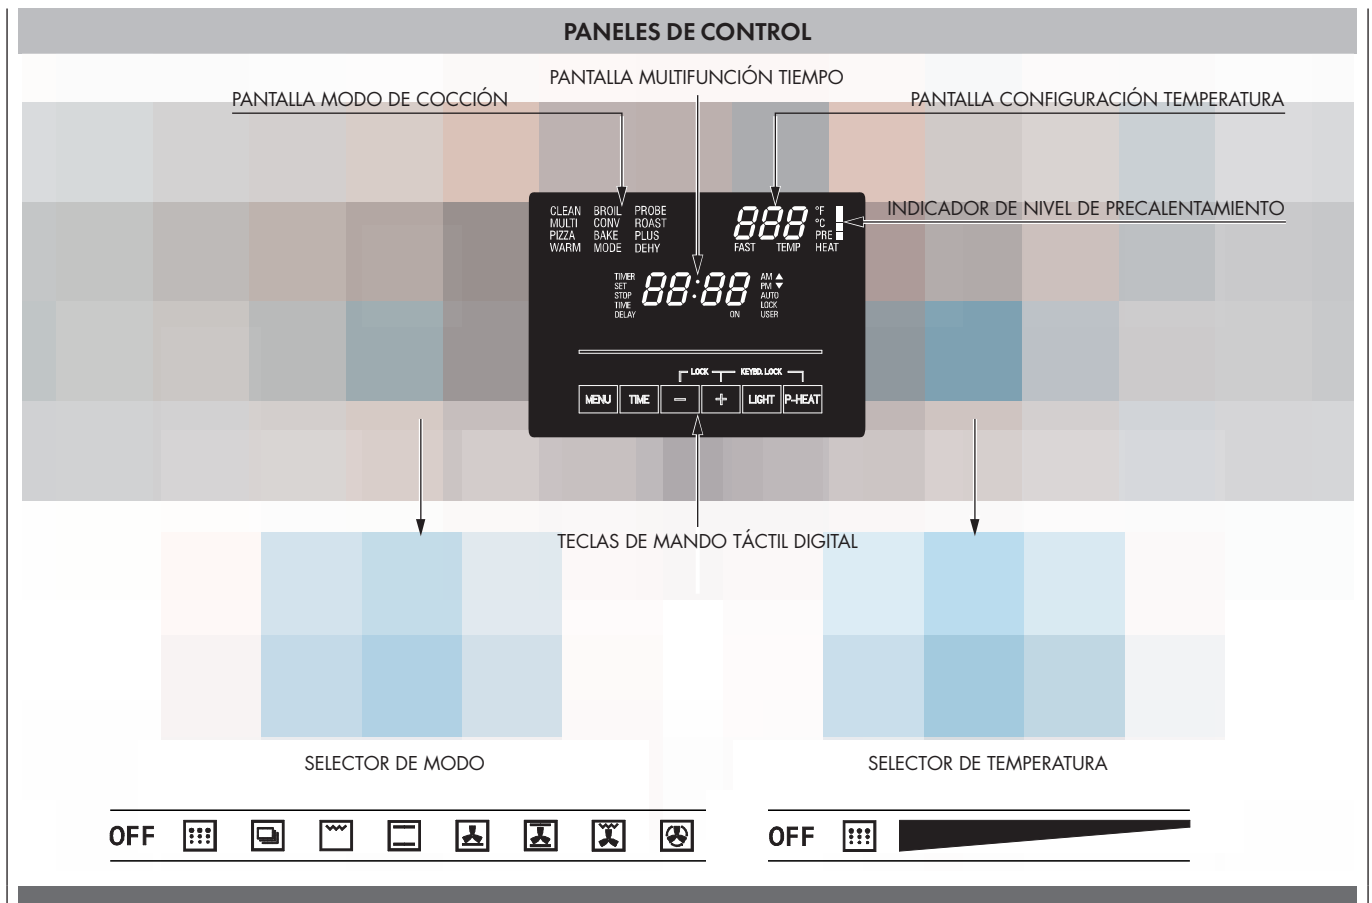 PANELES DE CONTROL
PANTALLA MULTIFUNCIÓN TIEMPO
PANTALLA MODO DE COCCIÓN
PANTALLA CONFIGURACIÓN TEMPERATURA
CLEAN BROIL PROBE
MULTI CONV ROAST
PIZZA BAKE PLUS
WARM MODE DEHY
888 °F
°C
PRE
FAST TEMP HEAT
INDICADOR DE NIVEL DE PRECALENTAMIENTO
TIMER
SET
STOP
TIME
DELAY
88:88
ON
AM ▲
PM ▼
AUTO
LOCK
USER
LOCK KEYBD. LOCK
MENU TIME − + LIGHT P-HEAT
TECLAS DE MANDO TÁCTIL DIGITAL
SELECTOR DE MODO
SELECTOR DE TEMPERATURA
OFF
OFF